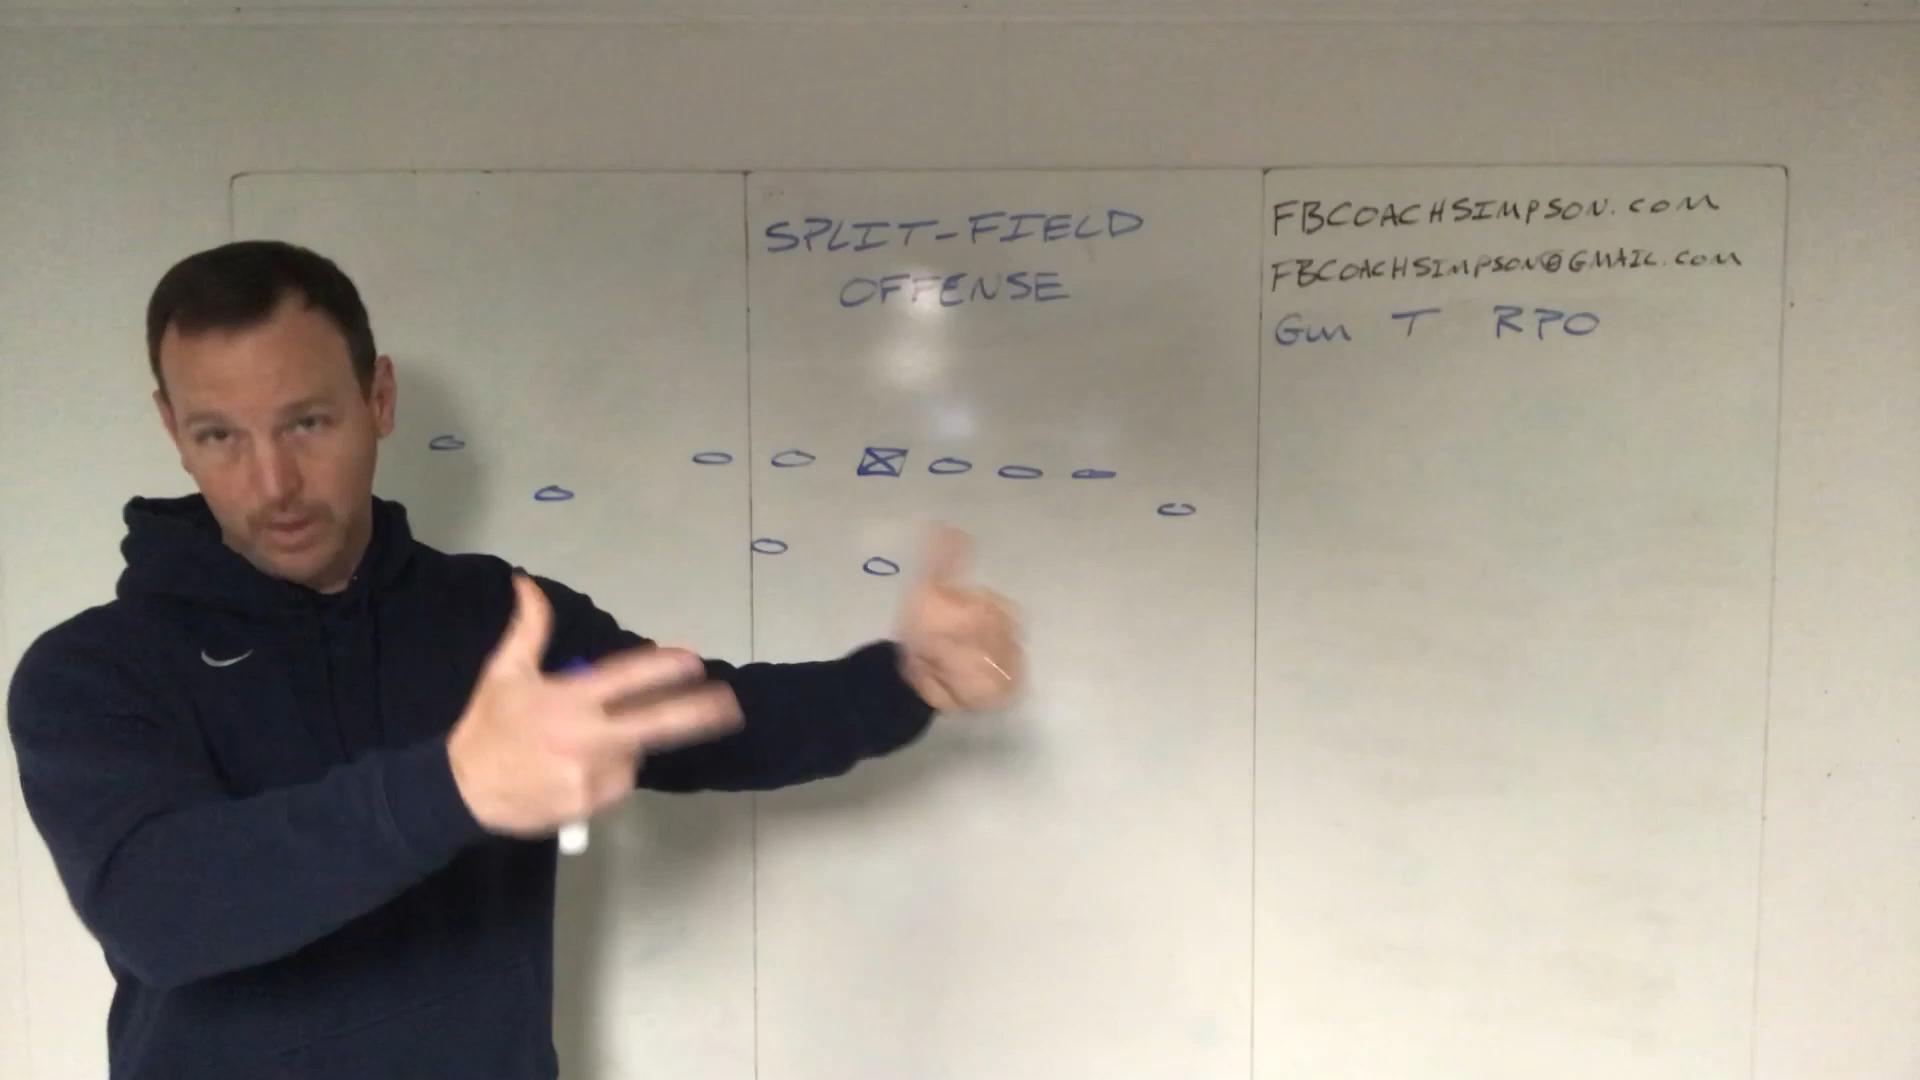 SPLIT-FIELD
OFFENSE
FBCOACHSIMPSON.COM
FBCOACHSIMPSON@GMAIL.COM
Gun T RPO